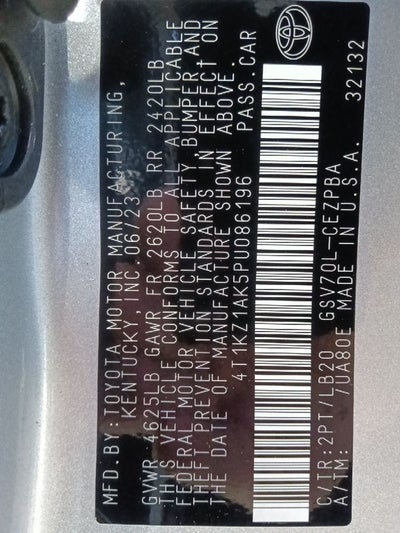 MFD.BY:TOYOTA MOTOR MANUFACTURING,
KENTUCKY, INC.06/23
GVWR 4625LB GAWR FR 2620LB RR 2420LB
THIS VEHICLE CONFORMS TO ALL APPLICABLE
FEDERAL MOTOR VEHICLE SAFETY, BUMPER AND
THEFT PREVENTION STANDARDS IN EFFECT ON
THE DATE OF MANUFACTURE SHOWN ABOVE.
4T1KZ1AK5PU086196 PASS.CAR
C/TR:2PT/LB20 GSV70L-CEZPBA
A/TM: /UA80E MADE IN U.S.A. 32132